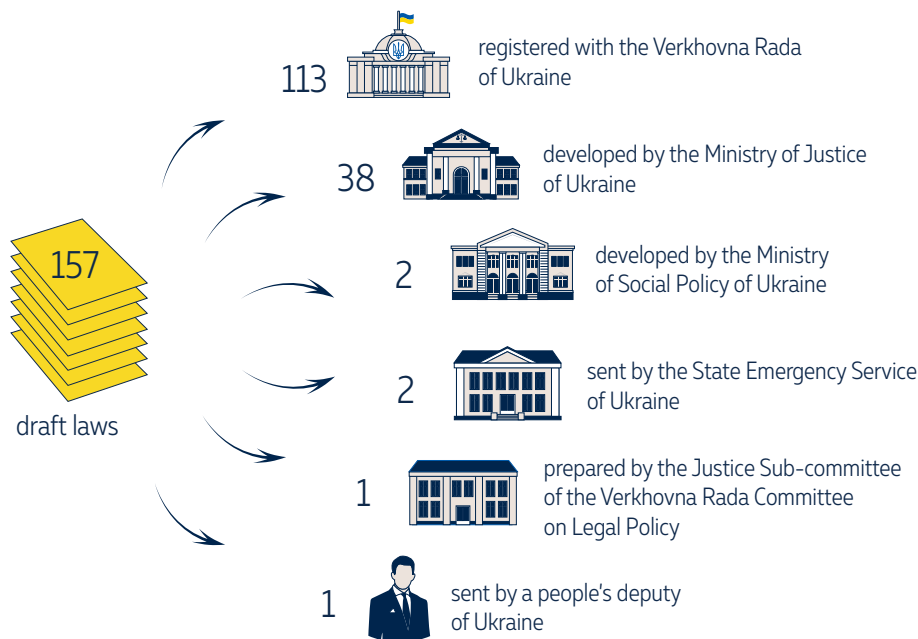 113
registered with the Verkhovna Rada
of Ukraine
38
developed by the Ministry of Justice
of Ukraine
157
draft laws
2
developed by the Ministry
of Social Policy of Ukraine
2
sent by the State Emergency Service
of Ukraine
1
prepared by the Justice Sub-committee
of the Verkhovna Rada Committee
on Legal Policy
1
sent by a people's deputy
of Ukraine